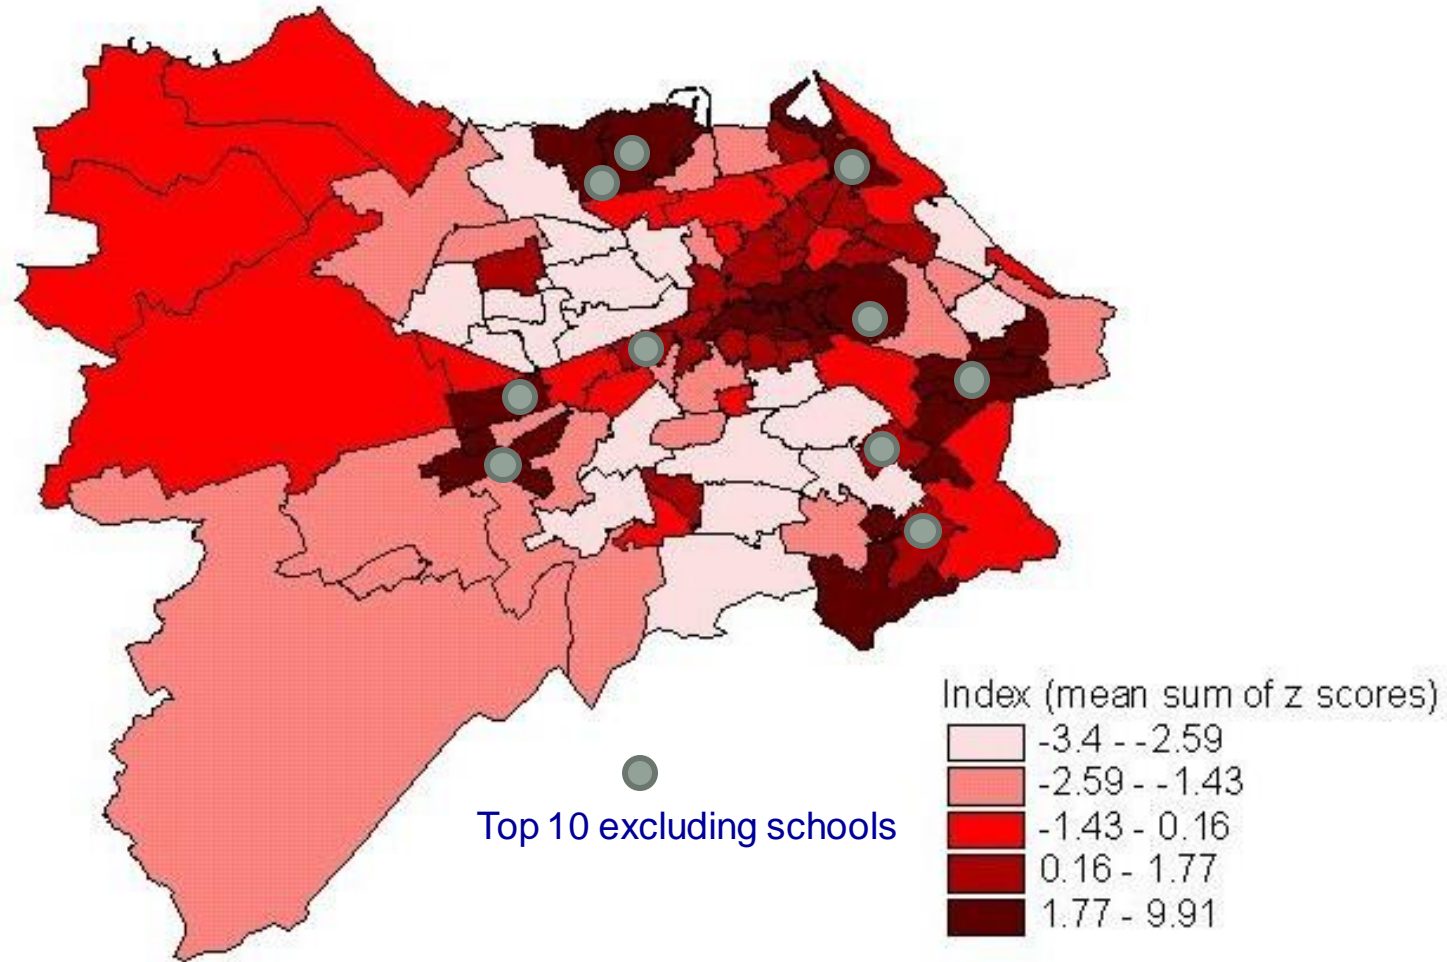 Index (mean sum of z scores)
-3.4 - -2.59
-2.59 - -1.43
-1.43 - 0.16
0.16 - 1.77
1.77 - 9.91
Top 10 excluding schools